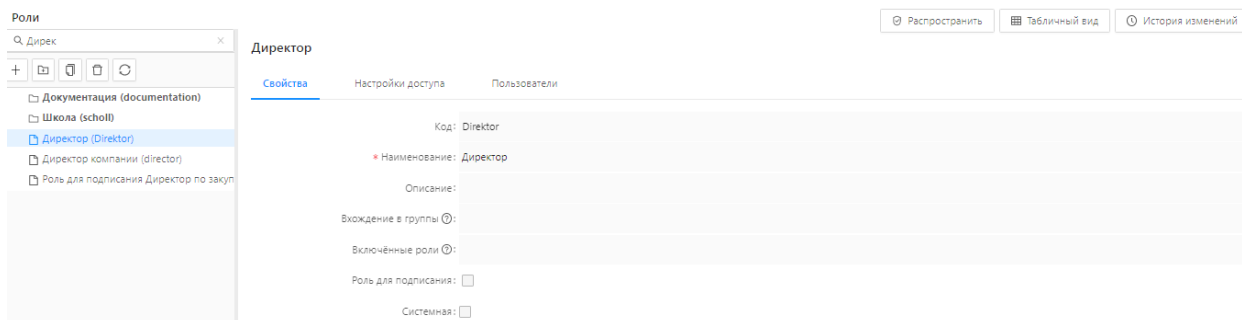 Роли
Распространить
Табличный вид
История изменений
Дирек
Директор
Свойства
Настройки доступа
Пользователи
Документация (documentation)
Школа (scholl)
Директор (Direktor)
Директор компании (director)
Роль для подписания Директор по закуп
Код: Direktor
* Наименование: Директор
Описание:
Вхождение в группы ?:
Включённые роли ?:
Роль для подписания:
Системная: